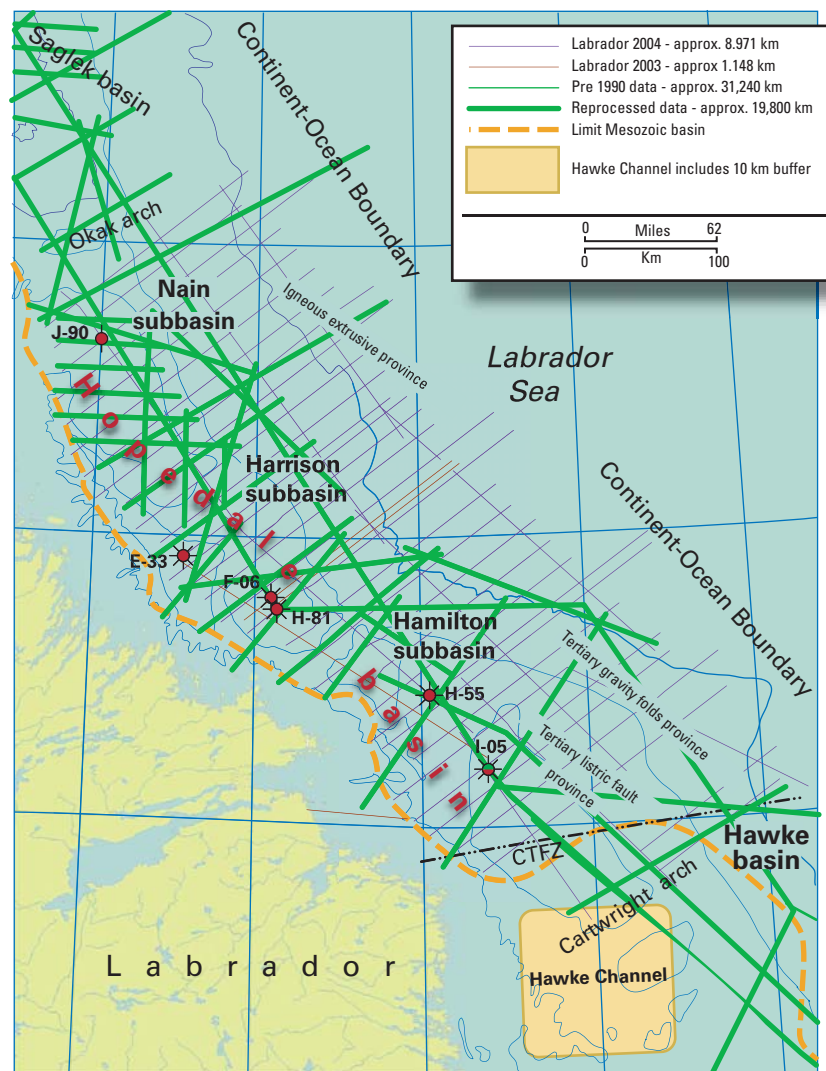 Saglek basin
Continent-Ocean Boundary
Labrador 2004 - approx. 8.971 km
Labrador 2003 - approx 1.148 km
Pre 1990 data - approx. 31,240 km
Reprocessed data - approx. 19,800 km
Limit Mesozoic basin
Hawke Channel includes 10 km buffer
0 Miles 62
0 Km 100
Okak arch
Nain
subbasin
Igneous extrusive province
J-90
Labrador
Sea
Hopedale basin
Harrison
subbasin
Continent-Ocean Boundary
E-33
F-06
H-81
Hamilton
subbasin
Tertiary gravity folds province
H-55
Tertiary listric fault
province
I-05
CTFZ
Hawke
basin
Cartwright arch
Labrador
Hawke Channel